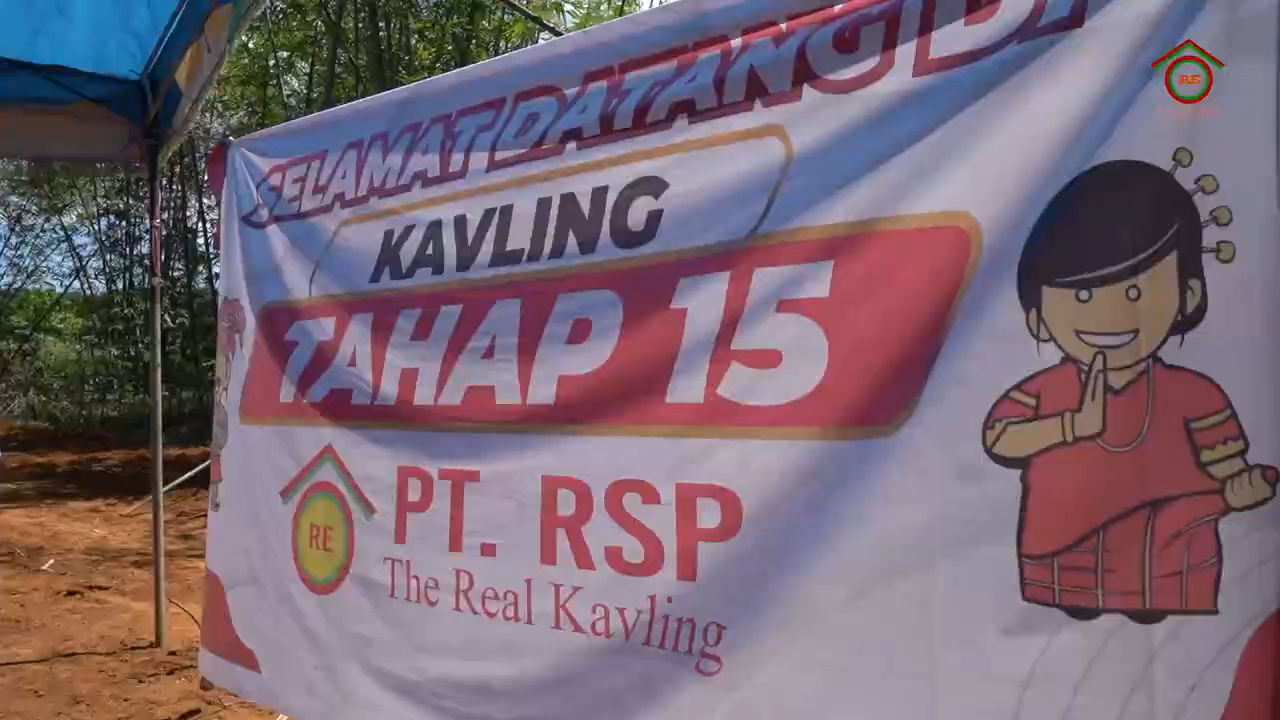 SELAMAT DATANG DI
KAVLING
TAHAP 15
RE
PT. RSP
The Real Kavling
RE